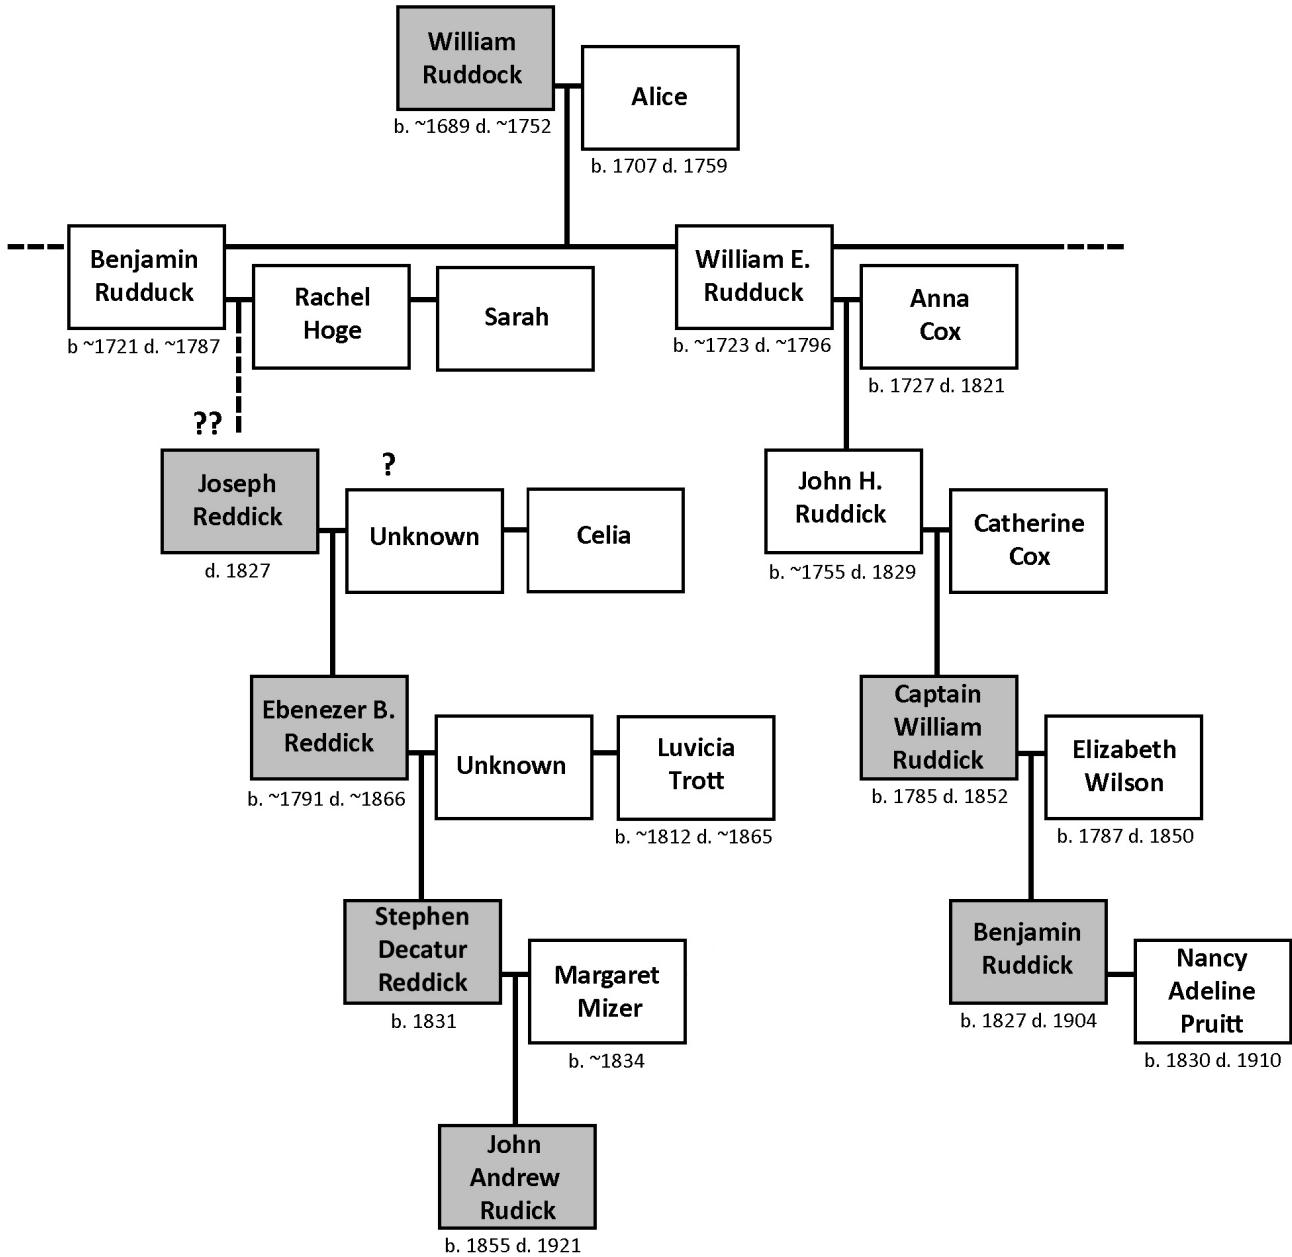 William
Ruddock
b. ~1689 d. ~1752
Alice
b. 1707 d. 1759
Benjamin
Rudduck
b ~1721 d. ~1787
Rachel
Hoge
Sarah
William E.
Rudduck
b. ~1723 d. ~1796
Anna
Cox
b. 1727 d. 1821
??
Joseph
Reddick
d. 1827
?
Unknown
Celia
John H.
Ruddick
b. ~1755 d. 1829
Catherine
Cox
Ebenezer B.
Reddick
b. ~1791 d. ~1866
Unknown
Luvicia
Trott
b. ~1812 d. ~1865
Captain
William
Ruddick
b. 1785 d. 1852
Elizabeth
Wilson
b. 1787 d. 1850
Stephen
Decatur
Reddick
b. 1831
Margaret
Mizer
b. ~1834
Benjamin
Ruddick
b. 1827 d. 1904
Nancy
Adeline
Pruitt
b. 1830 d. 1910
John
Andrew
Rudick
b. 1855 d. 1921